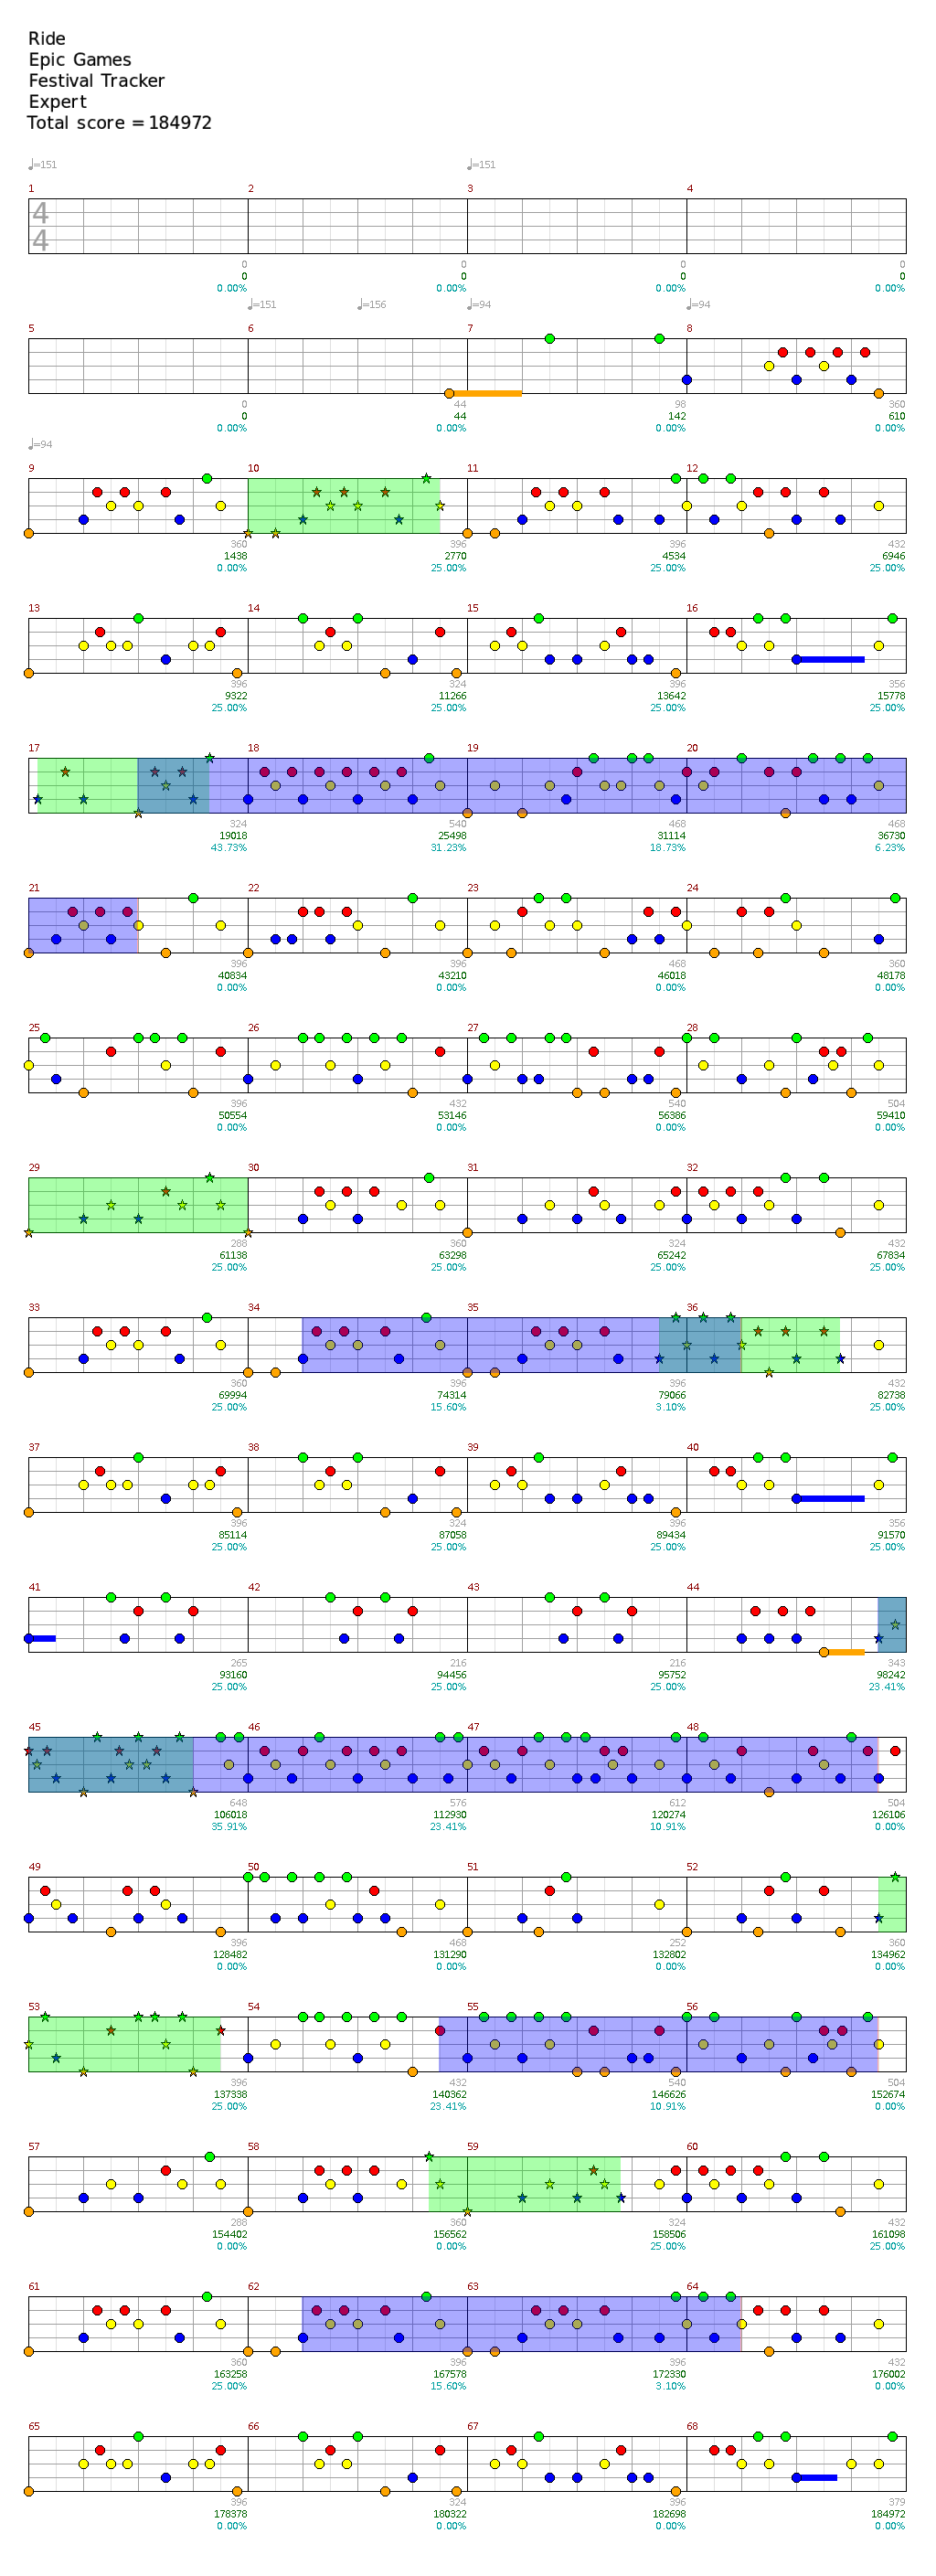 Ride
Epic Games
Festival Tracker
Expert
Total score = 184972
♩=151 ♩=151
1 2 3 4
4
4
0 0 0 0
0 0 0 0
0.00% 0.00% 0.00% 0.00%
♩=151 ♩=156 ♩=94 ♩=94
5 6 7 8
0 44 98 360
0 44 142 610
0.00% 0.00% 0.00% 0.00%
♩=94
9 10 11 12
360 396 396 432
1438 2770 4534 6946
0.00% 25.00% 25.00% 25.00%
13 14 15 16
396 324 396 356
9322 11266 13642 15778
25.00% 25.00% 25.00% 25.00%
17 18 19 20
324 540 468 468
19018 25498 31114 36730
43.73% 31.23% 18.73% 6.23%
21 22 23 24
396 396 468 360
40834 43210 46018 48178
0.00% 0.00% 0.00% 0.00%
25 26 27 28
396 432 540 504
50554 53146 56386 59410
0.00% 0.00% 0.00% 0.00%
29 30 31 32
288 360 324 432
61138 63298 65242 67834
25.00% 25.00% 25.00% 25.00%
33 34 35 36
360 396 396 432
69994 74314 79066 82738
25.00% 15.60% 3.10% 25.00%
37 38 39 40
396 324 396 356
85114 87058 89434 91570
25.00% 25.00% 25.00% 25.00%
41 42 43 44
265 216 216 343
93160 94456 95752 98242
25.00% 25.00% 25.00% 23.41%
45 46 47 48
648 576 612 504
106018 112930 120274 126106
35.91% 23.41% 10.91% 0.00%
49 50 51 52
396 468 252 360
128482 131290 132802 134962
0.00% 0.00% 0.00% 0.00%
53 54 55 56
396 432 540 504
137338 140362 146626 152674
25.00% 23.41% 10.91% 0.00%
57 58 59 60
288 360 324 432
154402 156562 158506 161098
0.00% 0.00% 25.00% 25.00%
61 62 63 64
360 396 396 432
163258 167578 172330 176002
25.00% 15.60% 3.10% 0.00%
65 66 67 68
396 324 396 379
178378 180322 182698 184972
0.00% 0.00% 0.00% 0.00%